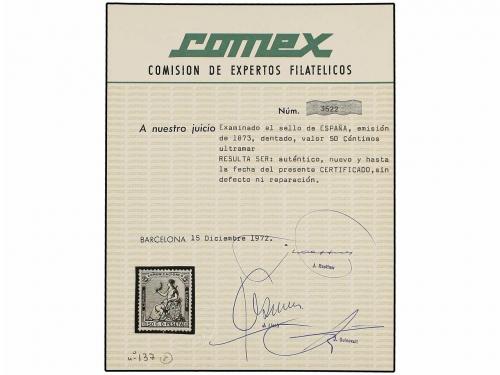 comex
COMISION DE EXPERTOS FILATELICOS
Núm. 3522
A nuestro juicio Examinado el sello de ESPAÑA, emisión
de 1873, dentado, valor 50 Céntimos
ultramar
RESULTA SER: auténtico, nuevo y hasta
la fecha del presente CERTIFICADO, sin
defecto ni reparación.
BARCELONA 15 Diciembre 1972.
nº 137